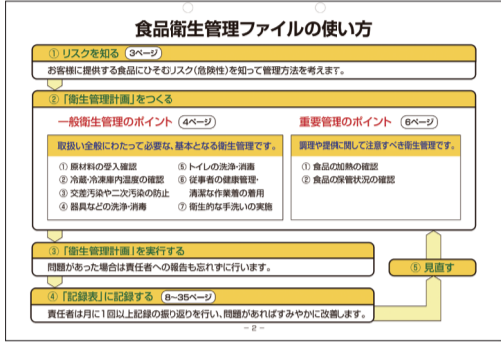 食品衛生管理ファイルの使い方
① リスクを知る 3ページ
お客様に提供する食品にひそむリスク(危険性)を知って管理方法を考えます。
② 「衛生管理計画」をつくる
一般衛生管理のポイント 4ページ
取扱い全般にわたって必要な、基本となる衛生管理です。
① 原材料の受入確認
② 冷蔵・冷凍庫内温度の確認
③ 交差汚染や二次汚染の防止
④ 器具などの洗浄・消毒
⑤ トイレの洗浄・消毒
⑥ 従事者の健康管理・
清潔な作業着の着用
⑦ 衛生的な手洗いの実施
重要管理のポイント 6ページ
調理や提供に関して注意すべき衛生管理です。
① 食品の加熱の確認
② 食品の保管状況の確認
③ 「衛生管理計画」を実行する
問題があった場合は責任者への報告も忘れずに行います。
④ 「記録表」に記録する 8~35ページ
責任者は月に1回以上記録の振り返りを行い、問題があればすみやかに改善します。
⑤ 見直す
- 2 -